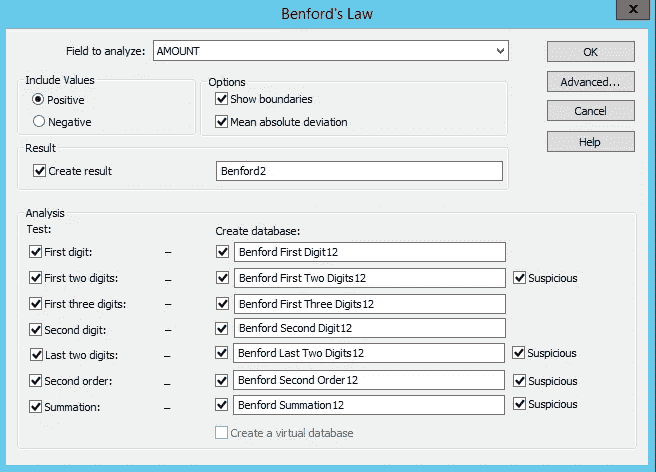 Benford's Law
x
Field to analyze: AMOUNT OK
Include Values Options Advanced...
Positive Show boundaries
Negative Mean absolute deviation Cancel
Result Help
Create result Benford2
Analysis
Test: Create database:
First digit: – Benford First Digit12
First two digits: – Benford First Two Digits12 Suspicious
First three digits: – Benford First Three Digits12
Second digit: – Benford Second Digit12
Last two digits: – Benford Last Two Digits12 Suspicious
Second order: – Benford Second Order12 Suspicious
Summation: – Benford Summation12 Suspicious
Create a virtual database